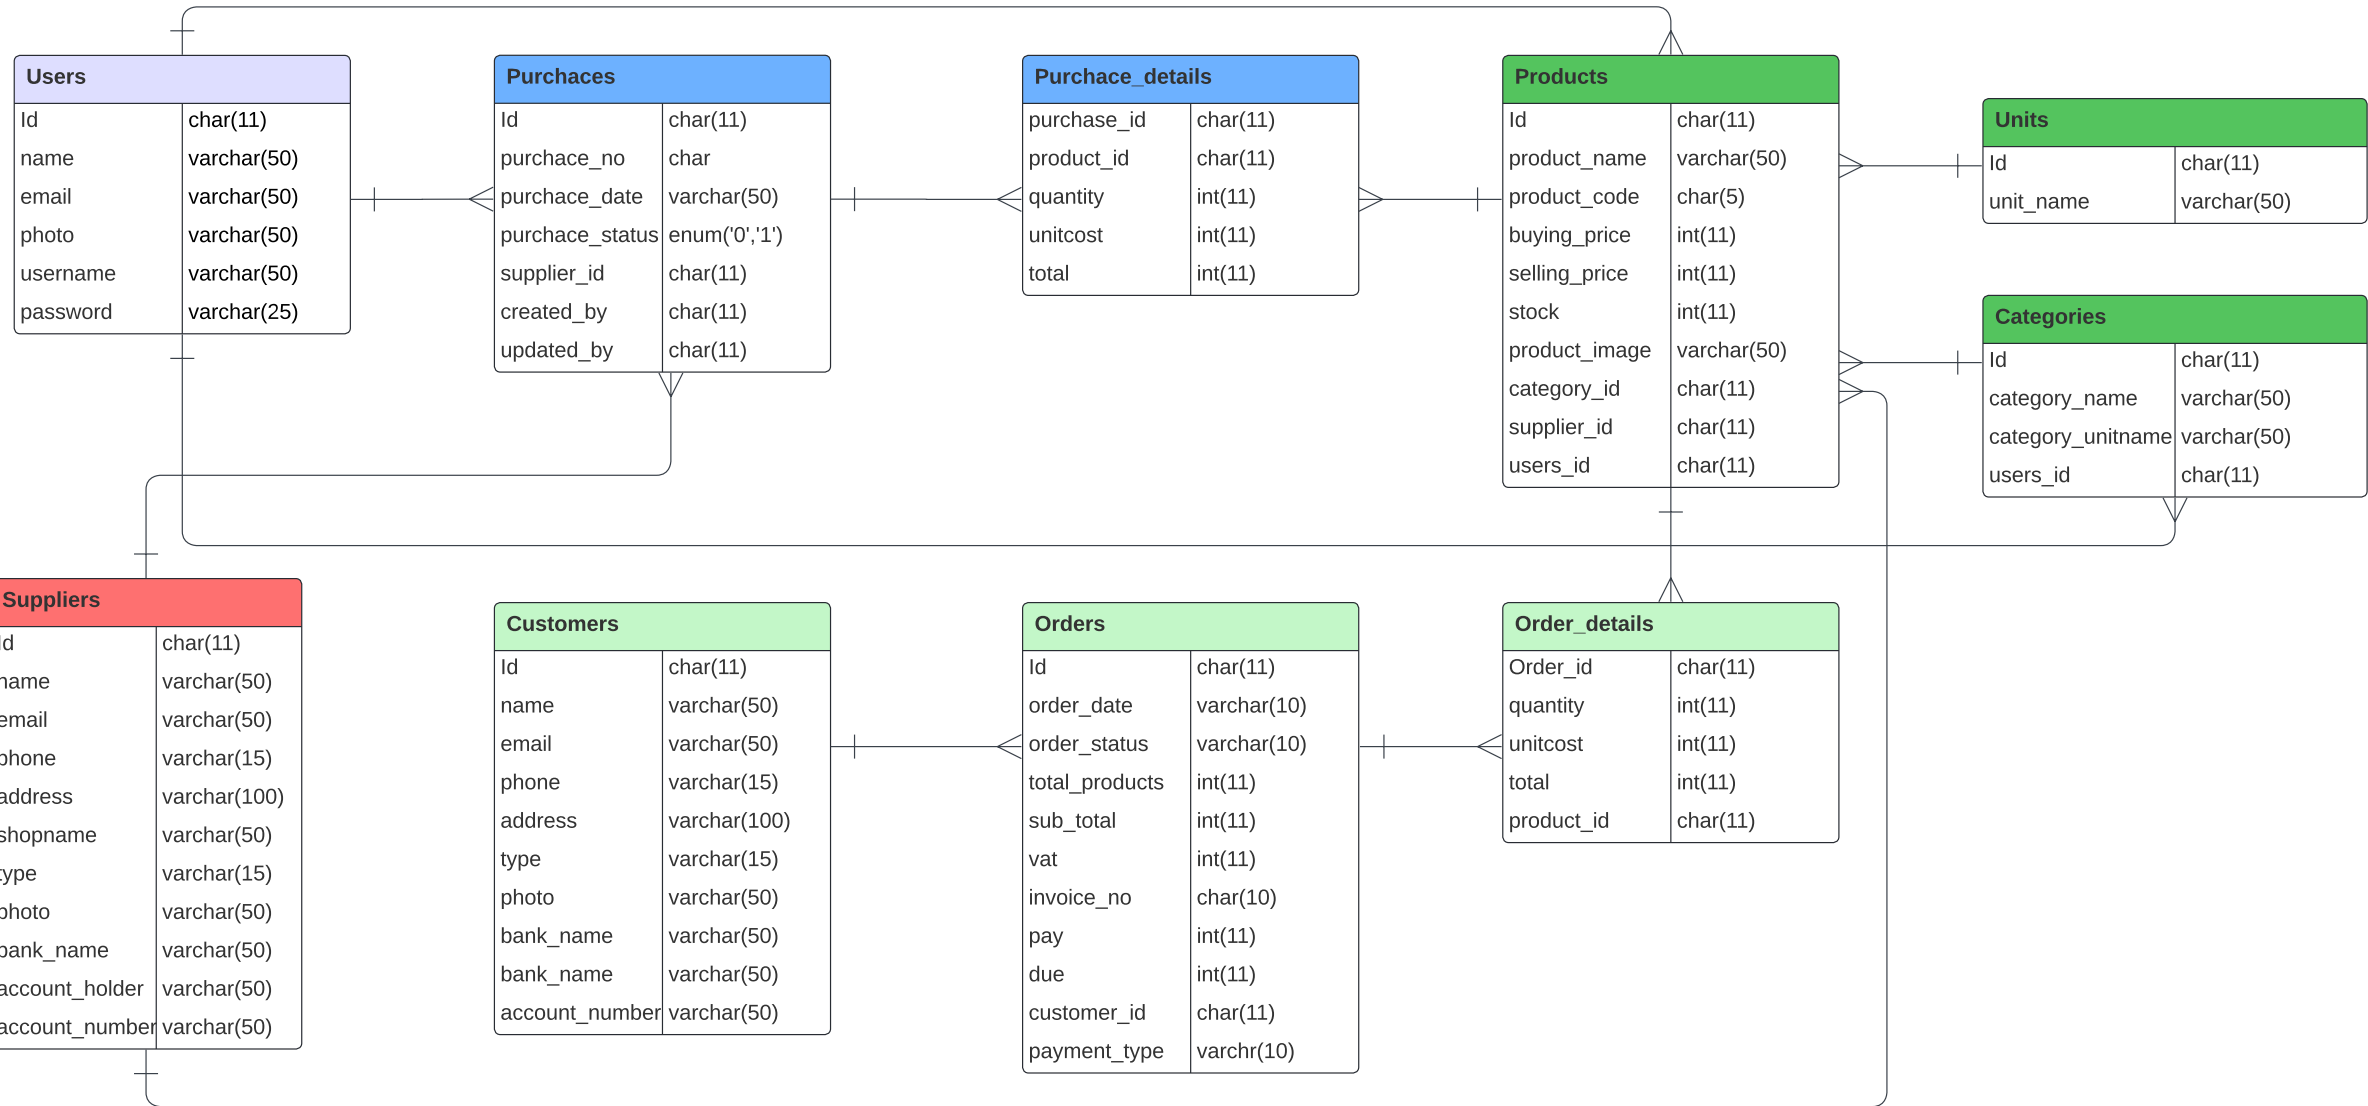 Users
Id char(11)
name varchar(50)
email varchar(50)
photo varchar(50)
username varchar(50)
password varchar(25)
Purchaces
Id char(11)
purchace_no char
purchace_date varchar(50)
purchace_status enum('0','1')
supplier_id char(11)
created_by char(11)
updated_by char(11)
Purchace_details
purchase_id char(11)
product_id char(11)
quantity int(11)
unitcost int(11)
total int(11)
Products
Id char(11)
product_name varchar(50)
product_code char(5)
buying_price int(11)
selling_price int(11)
stock int(11)
product_image varchar(50)
category_id char(11)
supplier_id char(11)
users_id char(11)
Units
Id char(11)
unit_name varchar(50)
Categories
Id char(11)
category_name varchar(50)
category_unitname varchar(50)
users_id char(11)
Suppliers
Id char(11)
name varchar(50)
email varchar(50)
phone varchar(15)
address varchar(100)
shopname varchar(50)
type varchar(15)
photo varchar(50)
bank_name varchar(50)
account_holder varchar(50)
account_number varchar(50)
Customers
Id char(11)
name varchar(50)
email varchar(50)
phone varchar(15)
address varchar(100)
type varchar(15)
photo varchar(50)
bank_name varchar(50)
bank_name varchar(50)
account_number varchar(50)
Orders
Id char(11)
order_date varchar(10)
order_status varchar(10)
total_products int(11)
sub_total int(11)
vat int(11)
invoice_no char(10)
pay int(11)
due int(11)
customer_id char(11)
payment_type varchr(10)
Order_details
Order_id char(11)
quantity int(11)
unitcost int(11)
total int(11)
product_id char(11)